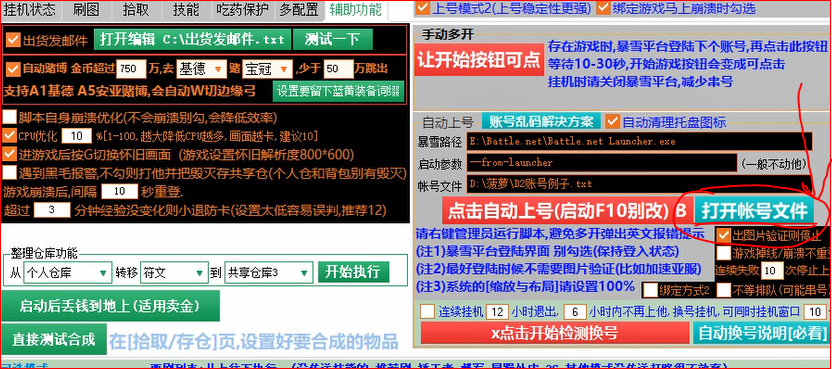 挂机状态 刷图 拾取 技能 吃药保护 多配置 辅助功能
出货发邮件 打开编辑 C:\出货发邮件.txt 测试一下
自动赌博 金币超过 750 万,去 基德 赌 宝冠 ,少于 50 万跳出
支持A1基德 A5安亚赌博,会自动W切边缘弓 设置要留下蓝黄装备词缀
脚本自身崩溃优化(不会崩溃别勾,会降低效率)
CPU优化 10 %[1-100,越大降低CPU越多,画面越卡,建议10]
进游戏后按G切换怀旧画面 (游戏设置怀旧解析度800*600)
遇到黑毛报警,不勾则打他并把毁灭存共享仓(个人仓和背包别有毁灭)
游戏崩溃后,间隔 10 秒重登.
超过 3 分钟经验没变化则小退防卡(设置太低容易误判,推荐12)
整理仓库功能
从 个人仓库 转移 符文 到 共享仓库3 开始执行
启动后丢钱到地上(适用卖金)
直接测试合成 在[拾取/存仓]页,设置好要合成的物品
上号模式2(上号稳定性更强) 绑定游戏马上崩溃时勾选
手动多开
让开始按钮可点
存在游戏时,暴雪平台登陆下个账号,再点击此按钮
等待10-30秒,开始游戏按钮会变成可点击
挂机时请关闭暴雪平台,减少串号
自动上号 账号乱码解决方案 自动清理托盘图标
暴雪路径 E:\Battle.net\Battle.net Launcher.exe
启动参数 --from-launcher (一般不动他)
帐号文件 D:\菠萝\D2账号例子.txt
点击自动上号(启动F10别改) B 打开帐号文件
请右键管理员运行脚本,避免多开弹出英文报错提示 出图片验证则停止
(注1)暴雪平台登陆界面 别勾选(保持登入状态) 游戏掉线/崩溃不重
(注2)最好登陆时候不需要图片验证(比如加速亚服) 连续失败 10 次停止上
(注3)系统的[缩放与布局]请设置100% 绑定方式2 不等排队(可能串号)
连续挂机 12 小时退出, 6 小时内不再上他,换号挂机,可同时挂机窗口 10
x点击开始检测换号 自动换号说明[必看]